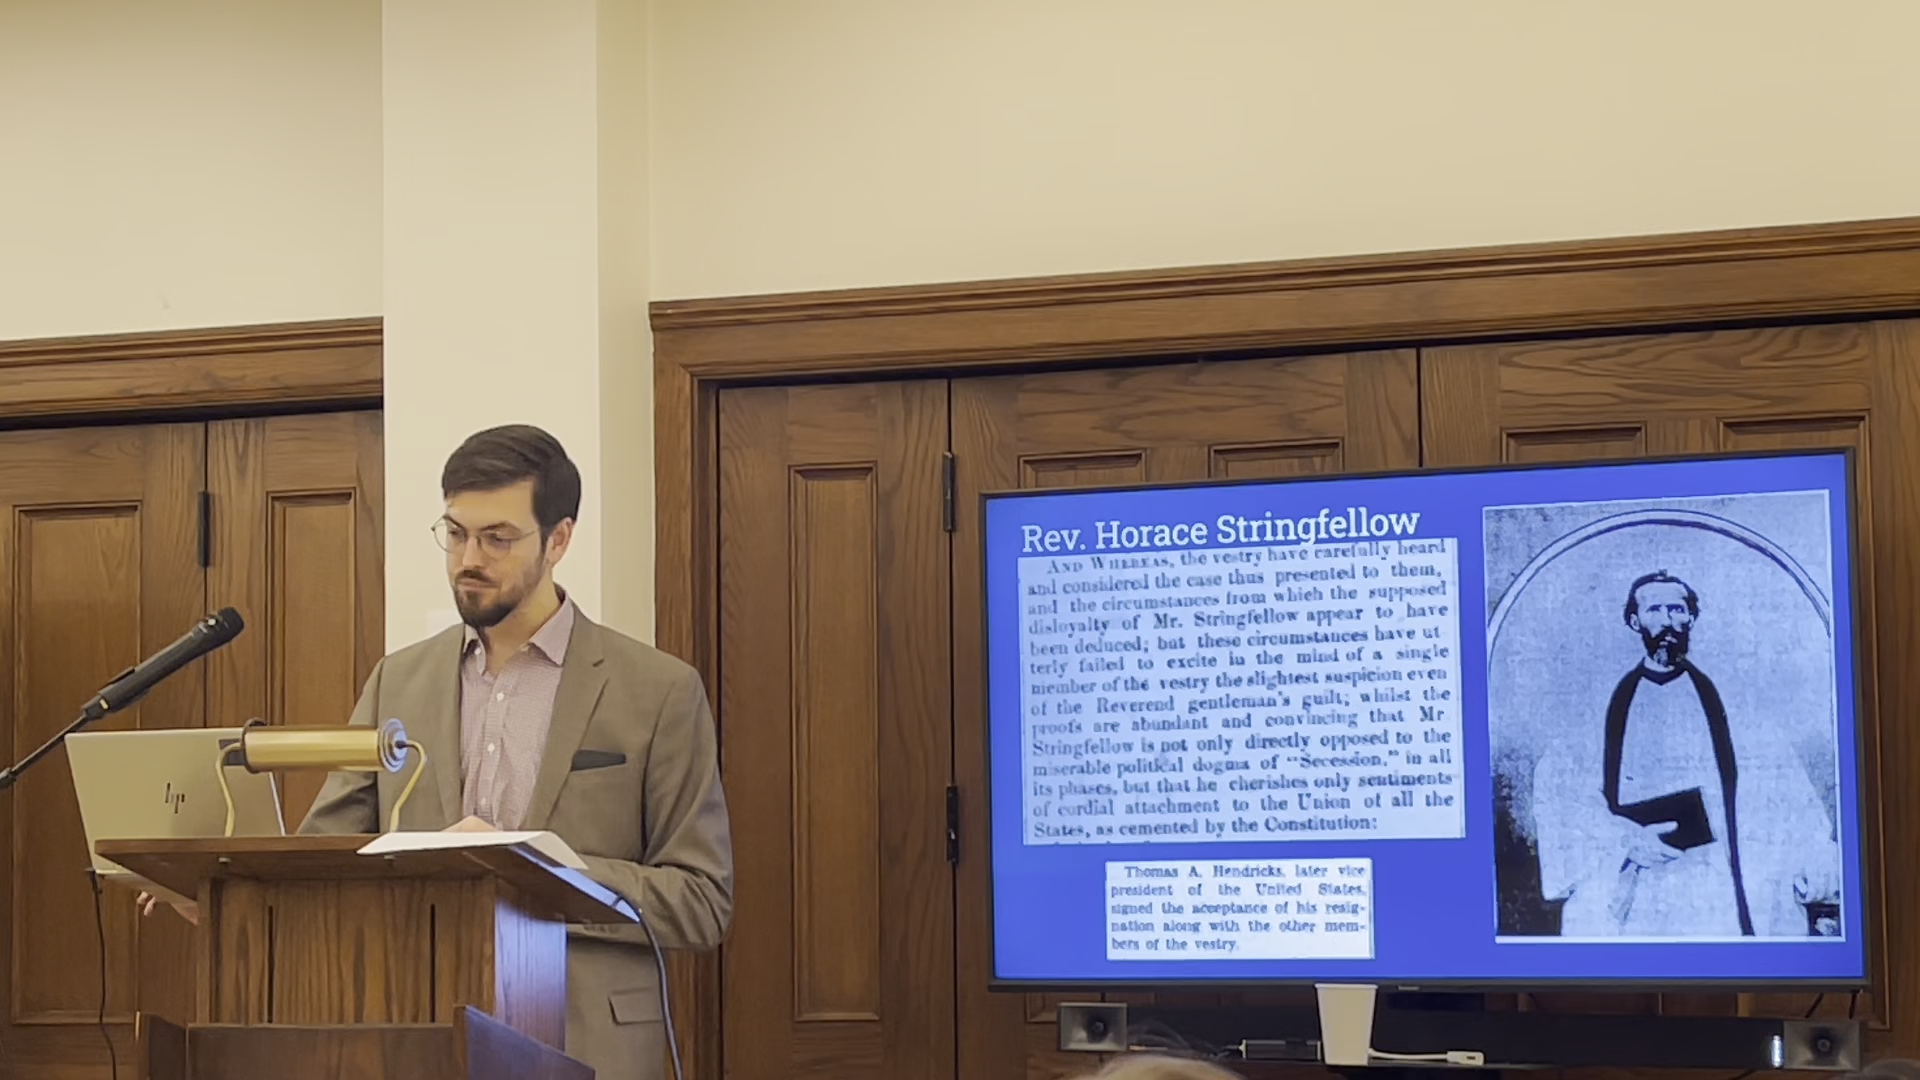 hp
Rev. Horace Stringfellow
AND WHEREAS, the vestry have carefully heard
and considered the case thus presented to them,
and the circumstances from which the supposed
disloyalty of Mr. Stringfellow appear to have
been deduced; but these circumstances have ut
terly failed to excite in the mind of a single
member of the vestry the slightest suspicion even
of the Reverend gentleman's guilt; whilst the
proofs are abundant and convincing that Mr
Stringfellow is not only directly opposed to the
miserable political dogma of "Secession," in all
its phases, but that he cherishes only sentiments
of cordial attachment to the Union of all the
States, as cemented by the Constitution:
Thomas A. Hendricks, later vice
president of the United States,
signed the acceptance of his resig-
nation along with the other mem-
bers of the vestry.